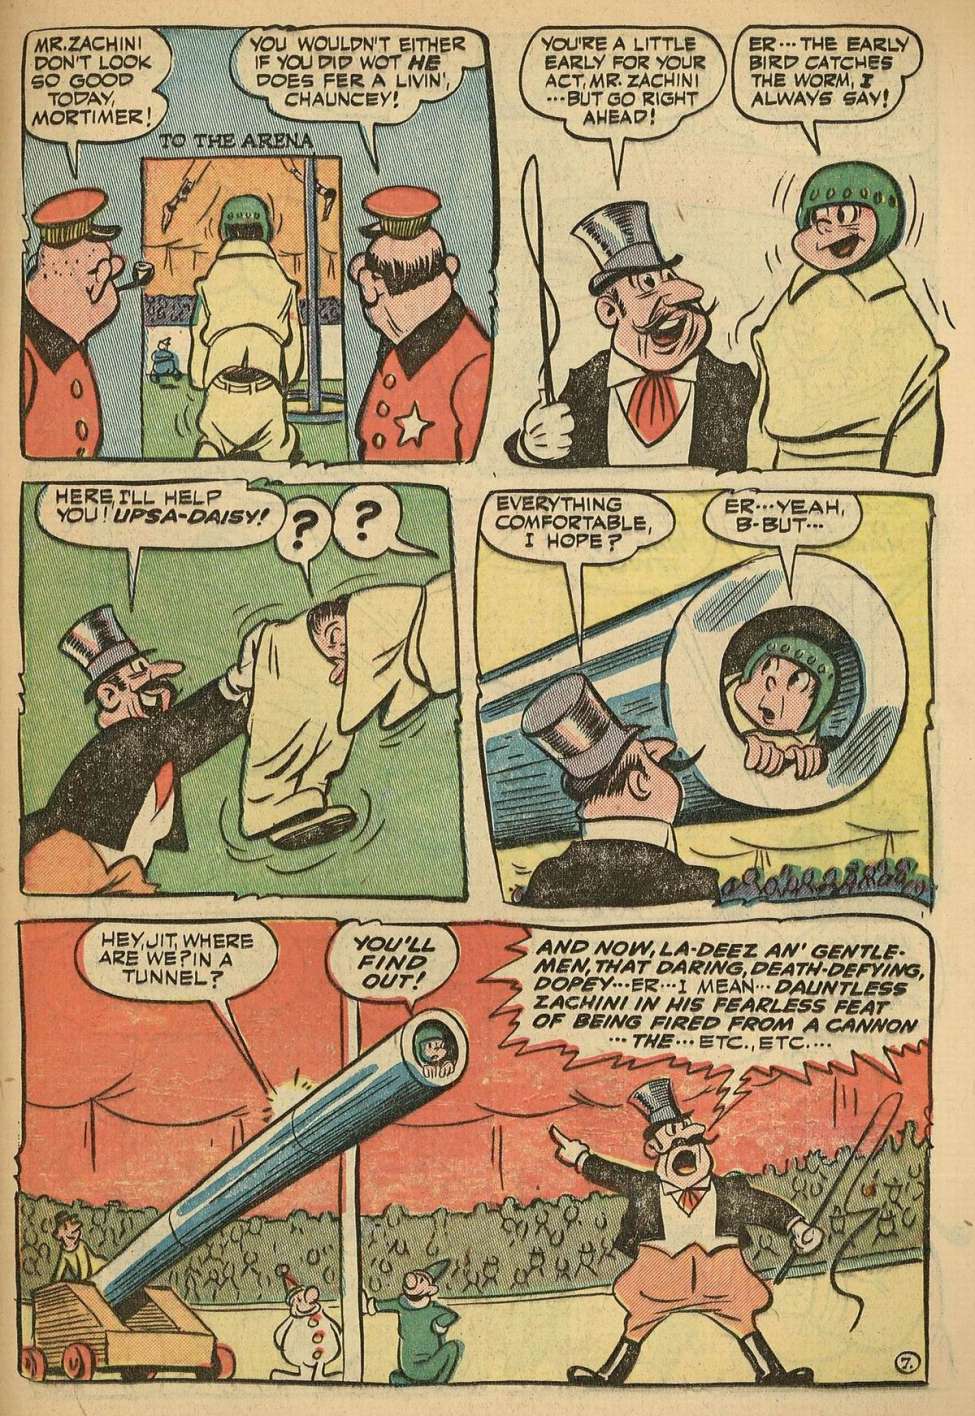 MR. ZACHINI
DON'T LOOK
SO GOOD
TODAY,
MORTIMER!
YOU WOULDN'T EITHER
IF YOU DID WOT HE
DOES FER A LIVIN',
CHAUNCEY!
TO THE ARENA
YOU'RE A LITTLE
EARLY FOR YOUR
ACT, MR. ZACHINI
...BUT GO RIGHT
AHEAD!
ER... THE EARLY
BIRD CATCHES
THE WORM, I
ALWAYS SAY!
HERE, I'LL HELP
YOU! UPSA-DAISY!
?
?
EVERYTHING
COMFORTABLE,
I HOPE?
ER...YEAH,
B-BUT...
HEY, JIT, WHERE
ARE WE? IN A
TUNNEL?
YOU'LL
FIND
OUT!
AND NOW, LA-DEEZ AN' GENTLE-
MEN, THAT DARING, DEATH-DEFYING,
DOPEY...ER...I MEAN... DAUNTLESS
ZACHINI IN HIS FEARLESS FEAT
OF BEING FIRED FROM A CANNON
... THE... ETC., ETC....
7.